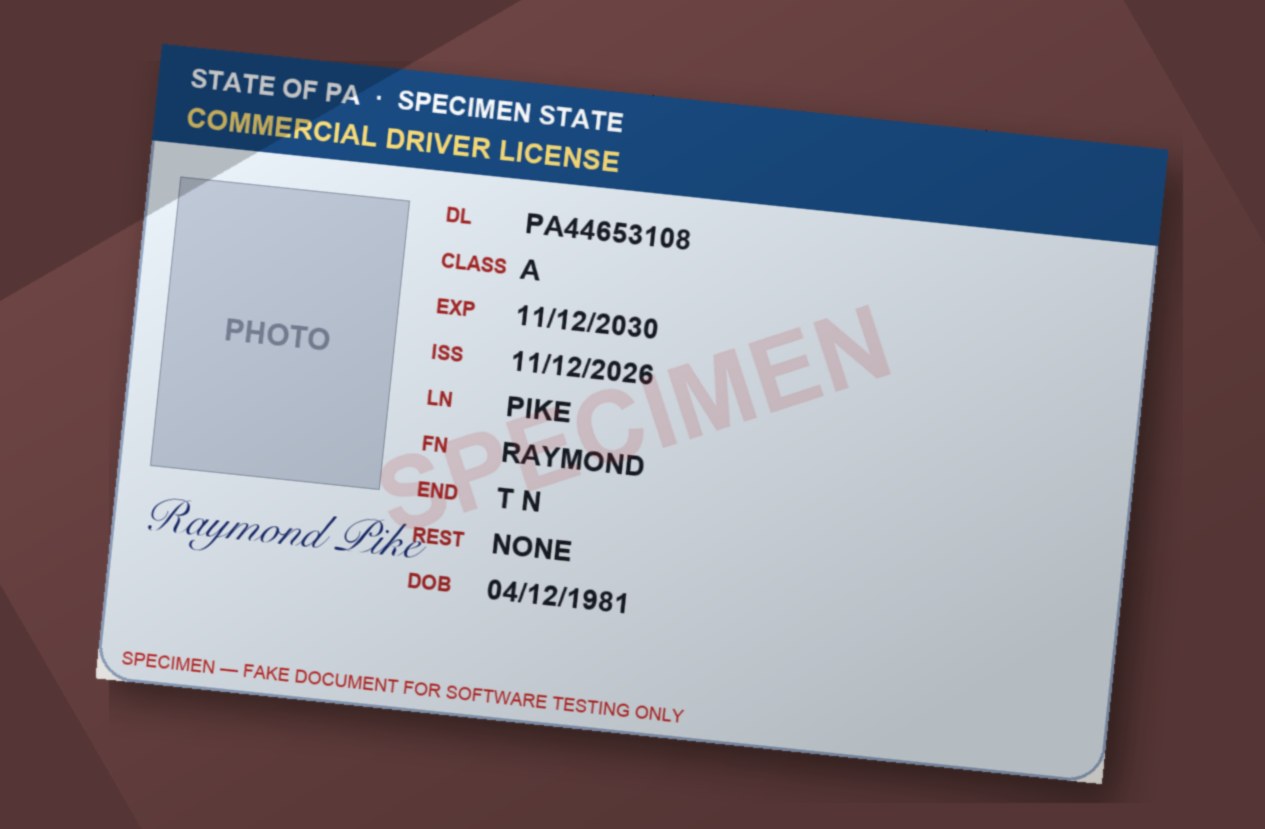 STATE OF PA · SPECIMEN STATE
COMMERCIAL DRIVER LICENSE
PHOTO
DL PA44653108
CLASS A
EXP 11/12/2030
ISS 11/12/2026
LN PIKE
FN RAYMOND
END T N
REST NONE
DOB 04/12/1981
SPECIMEN
Raymond Pike
SPECIMEN — FAKE DOCUMENT FOR SOFTWARE TESTING ONLY